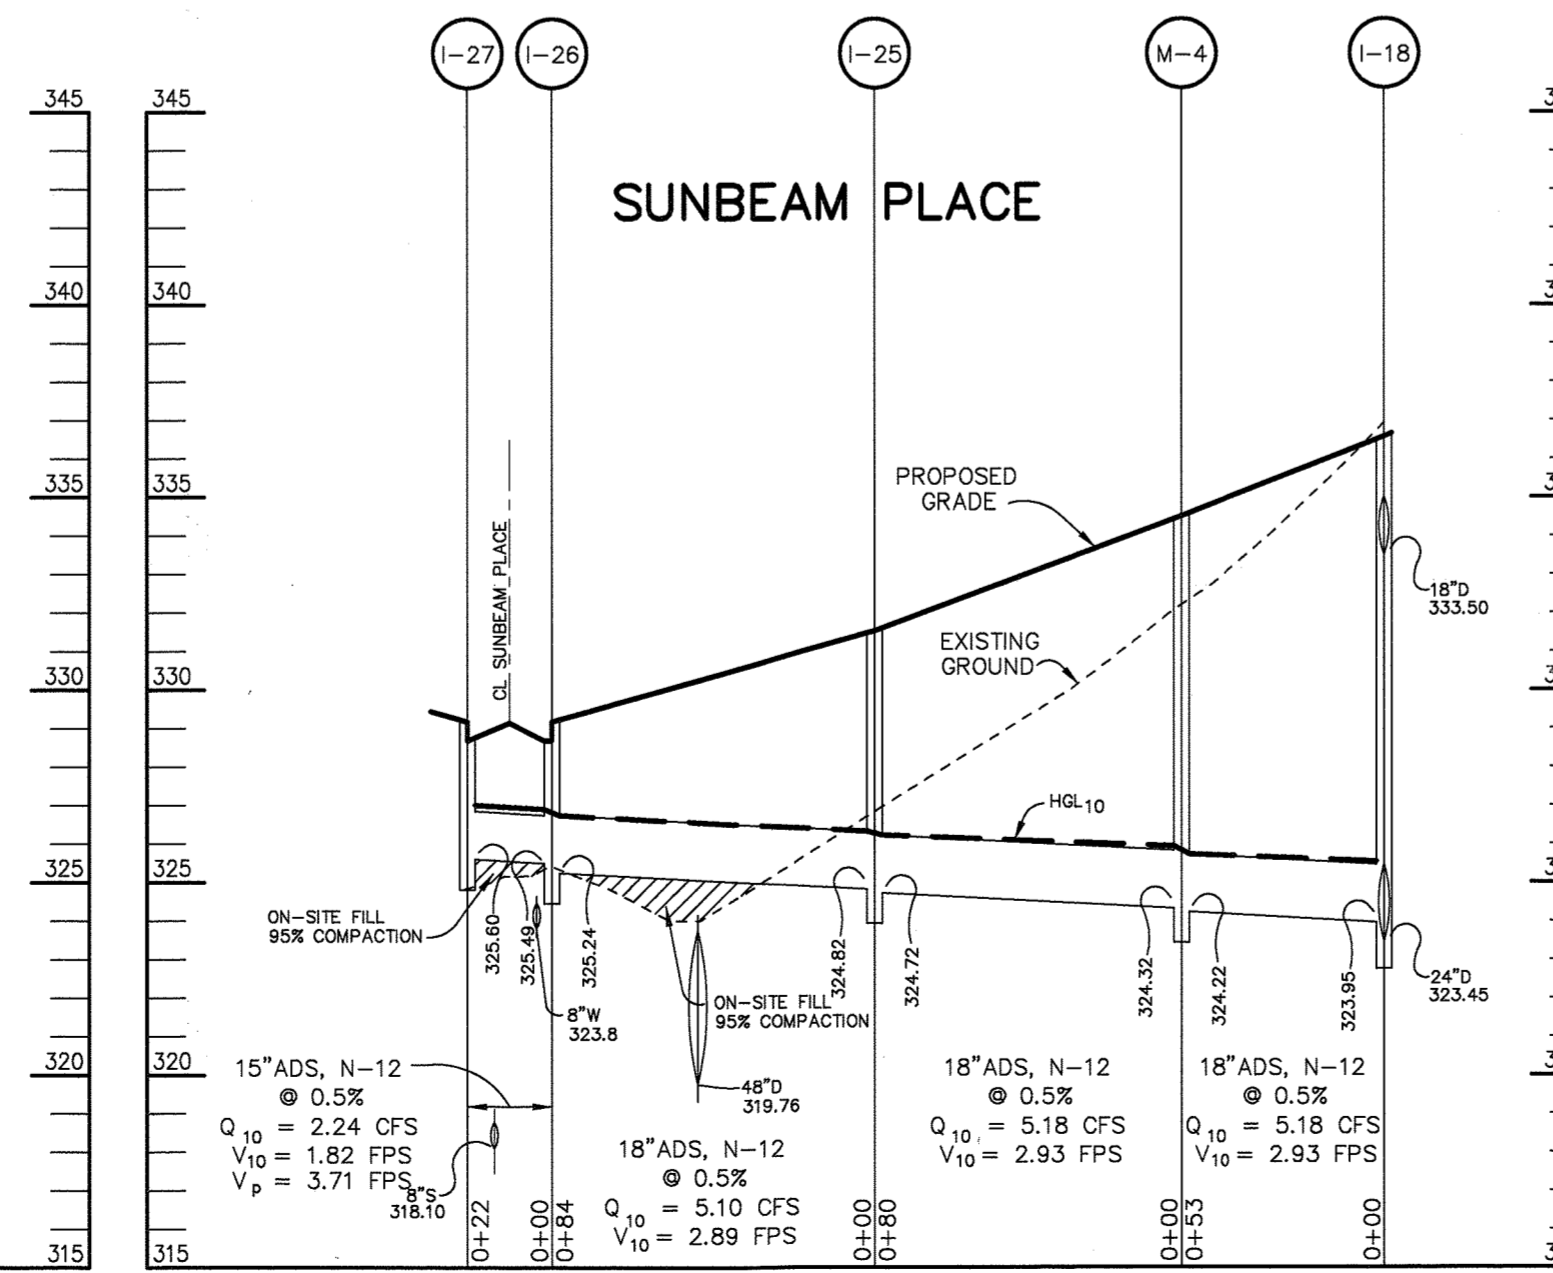 I-27
I-26
I-25
M-4
I-18
345
345
3
SUNBEAM PLACE
340
340
3
335
335
3
PROPOSED
GRADE
CL SUNBEAM PLACE
18"D
333.50
EXISTING
GROUND
330
330
3
HGL10
325
325
3
ON-SITE FILL
95% COMPACTION
325.60
325.49
325.24
324.82
324.72
324.32
324.22
323.95
24"D
323.45
8"W
323.8
ON-SITE FILL
95% COMPACTION
320
320
3
15"ADS, N-12
@ 0.5%
Q10 = 2.24 CFS
V10 = 1.82 FPS
Vp = 3.71 FPS
8"S
318.10
48"D
319.76
18"ADS, N-12
@ 0.5%
Q10 = 5.10 CFS
V10 = 2.89 FPS
18"ADS, N-12
@ 0.5%
Q10 = 5.18 CFS
V10 = 2.93 FPS
18"ADS, N-12
@ 0.5%
Q10 = 5.18 CFS
V10 = 2.93 FPS
0+22
0+00
0+84
0+00
0+80
0+00
0+53
0+00
315
315
3